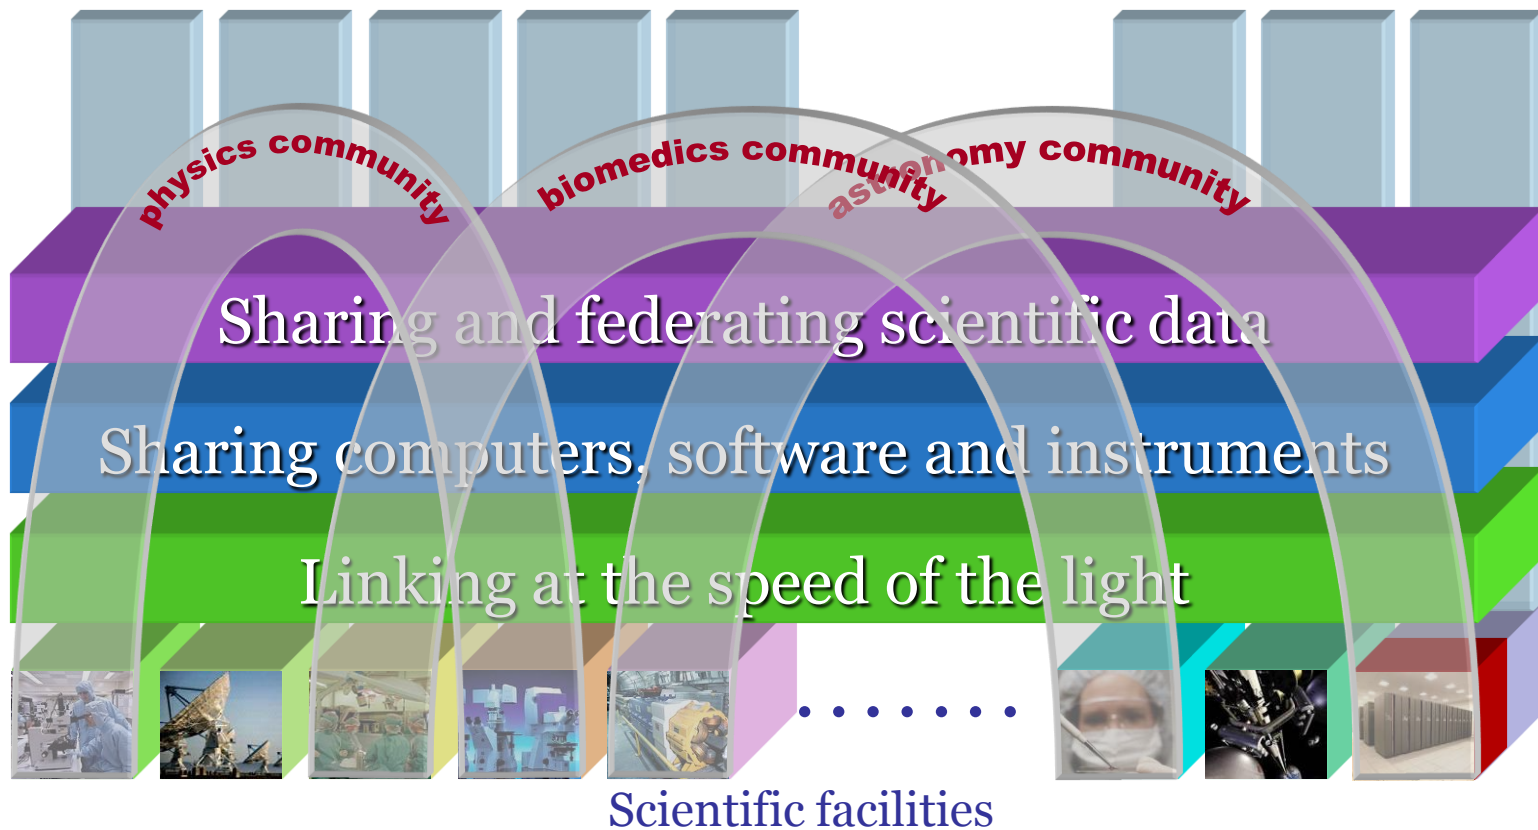 physics community
biomedics community
astronomy community
Sharing and federating scientific data
Sharing computers, software and instruments
Linking at the speed of the light
Scientific facilities